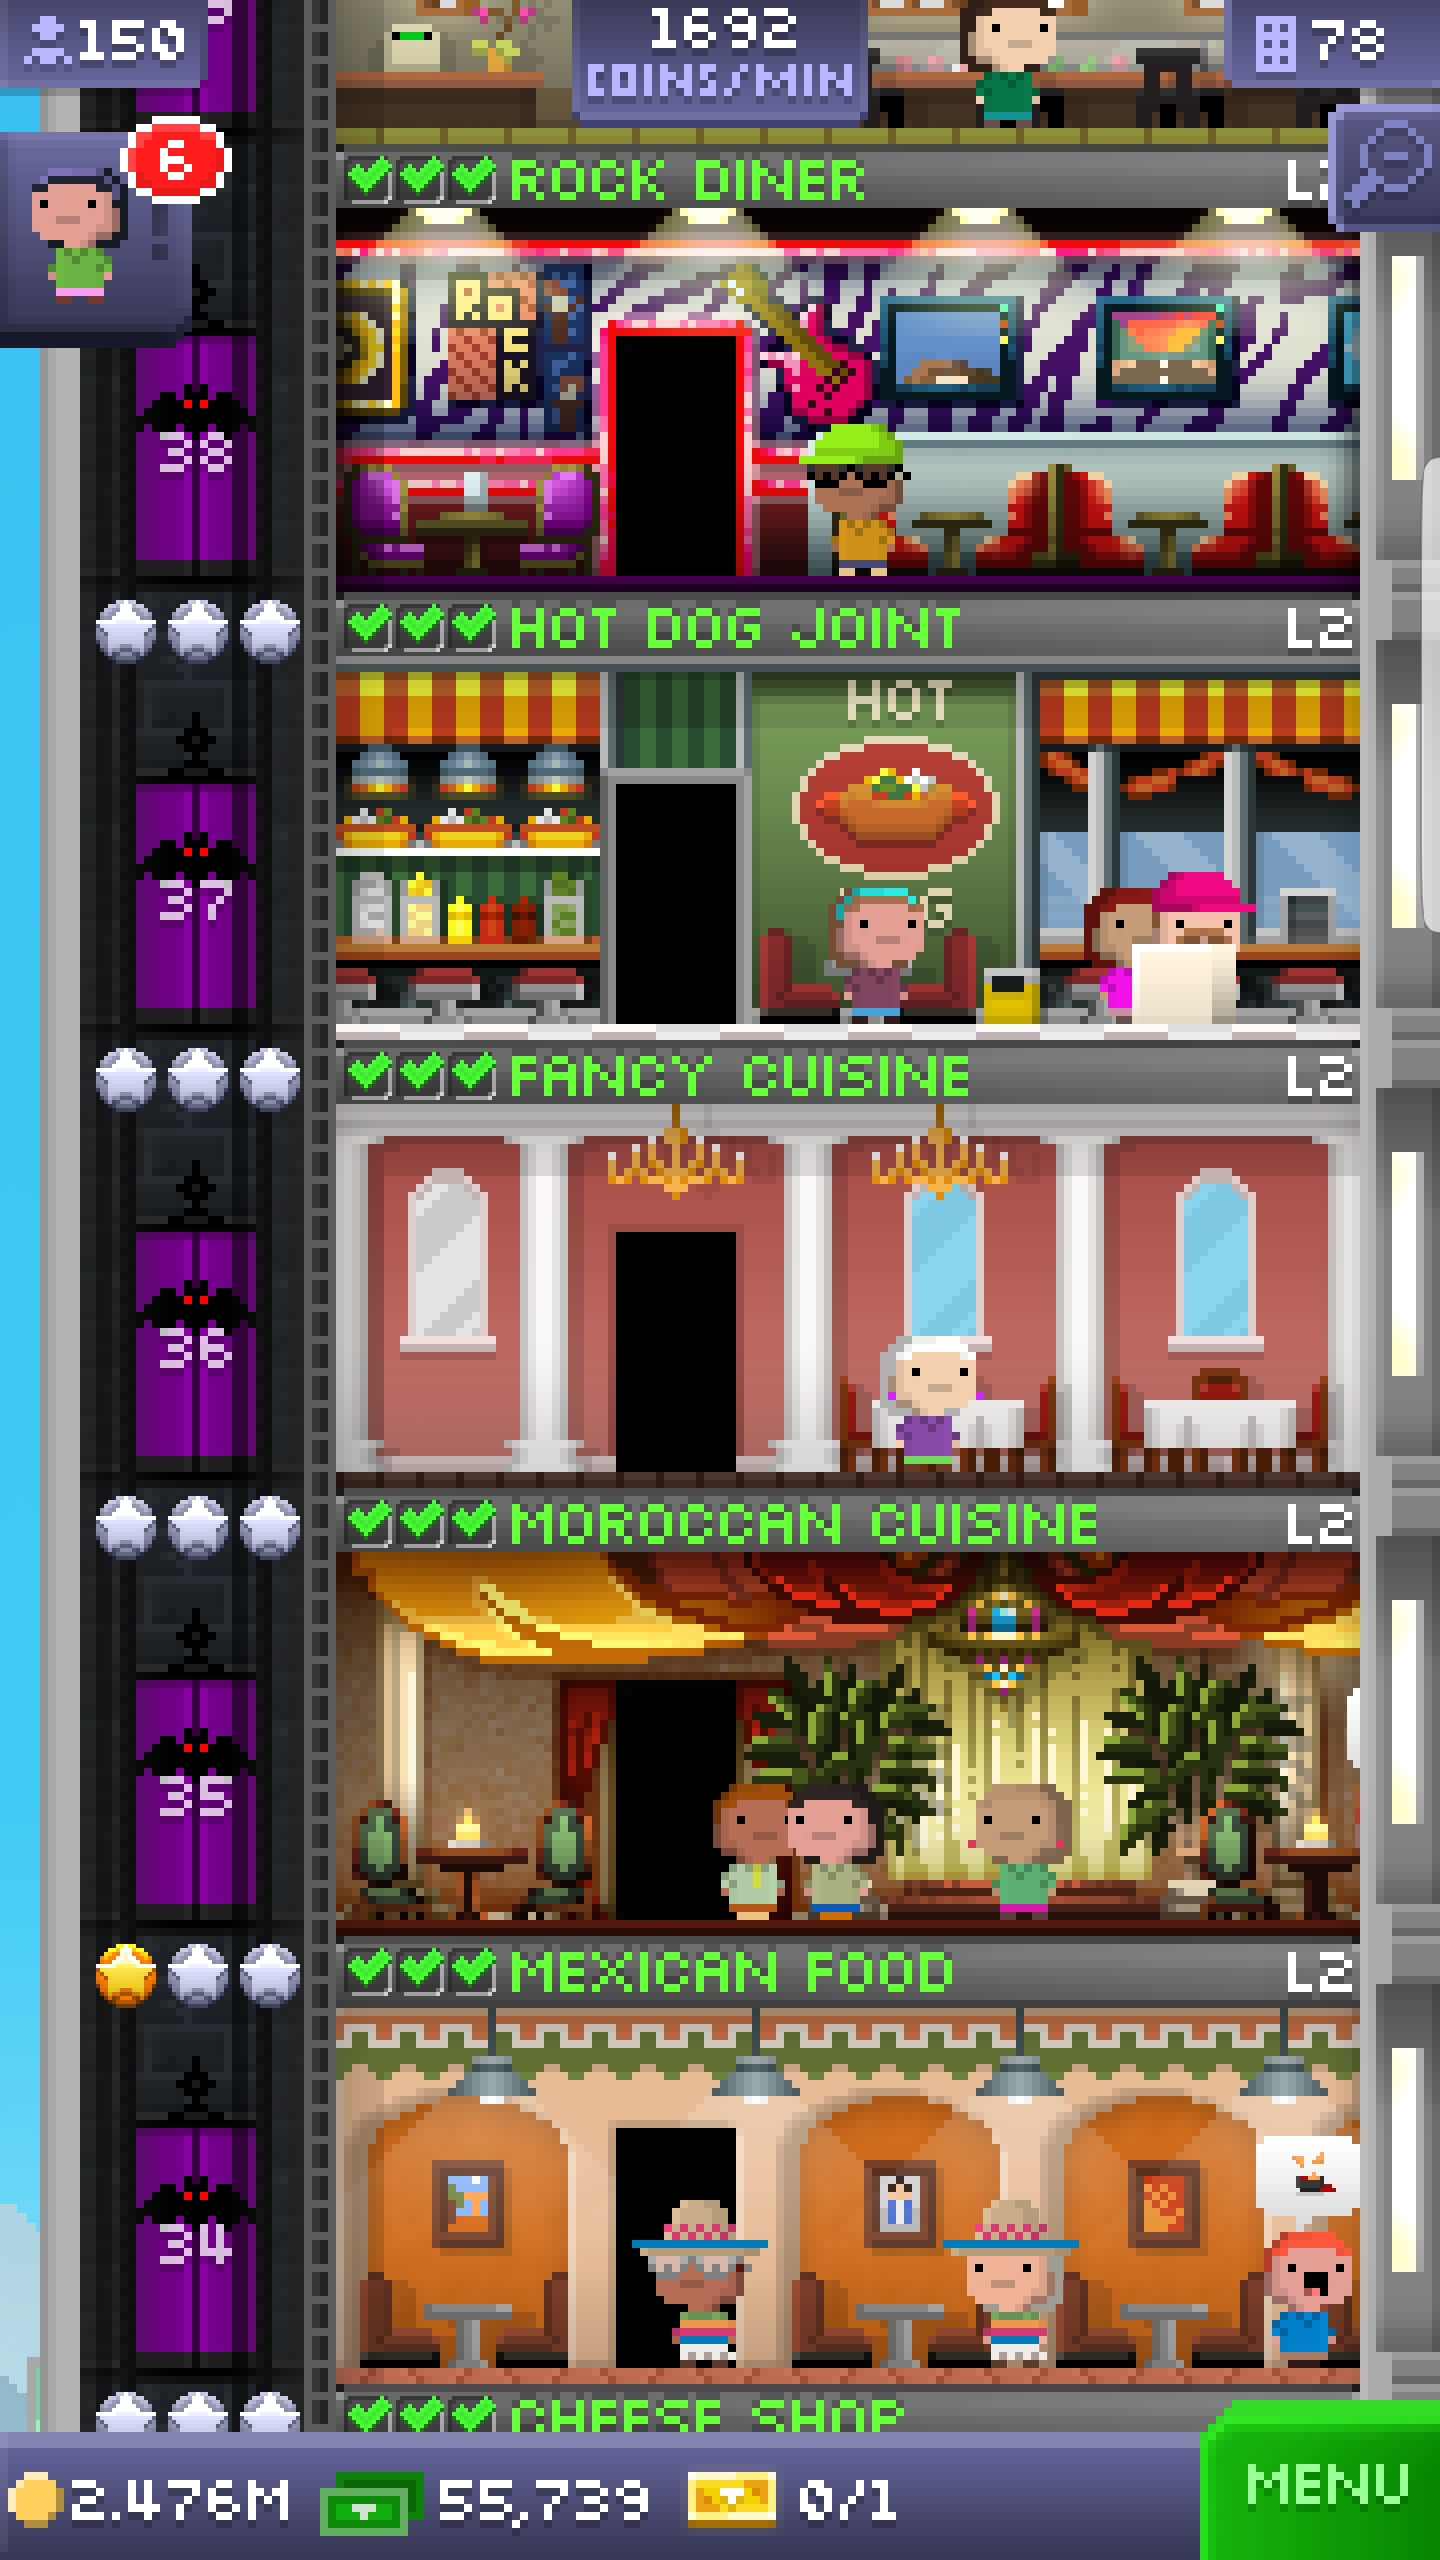 150
1692
COINS/MIN
78
6
ROCK DINER
RO
CK
38
HOT DOG JOINT
L2
HOT
37
FANCY CUISINE
L2
36
MOROCCAN CUISINE
L2
35
MEXICAN FOOD
L2
34
CHEESE SHOP
2.476M
55,739
0/1
MENU